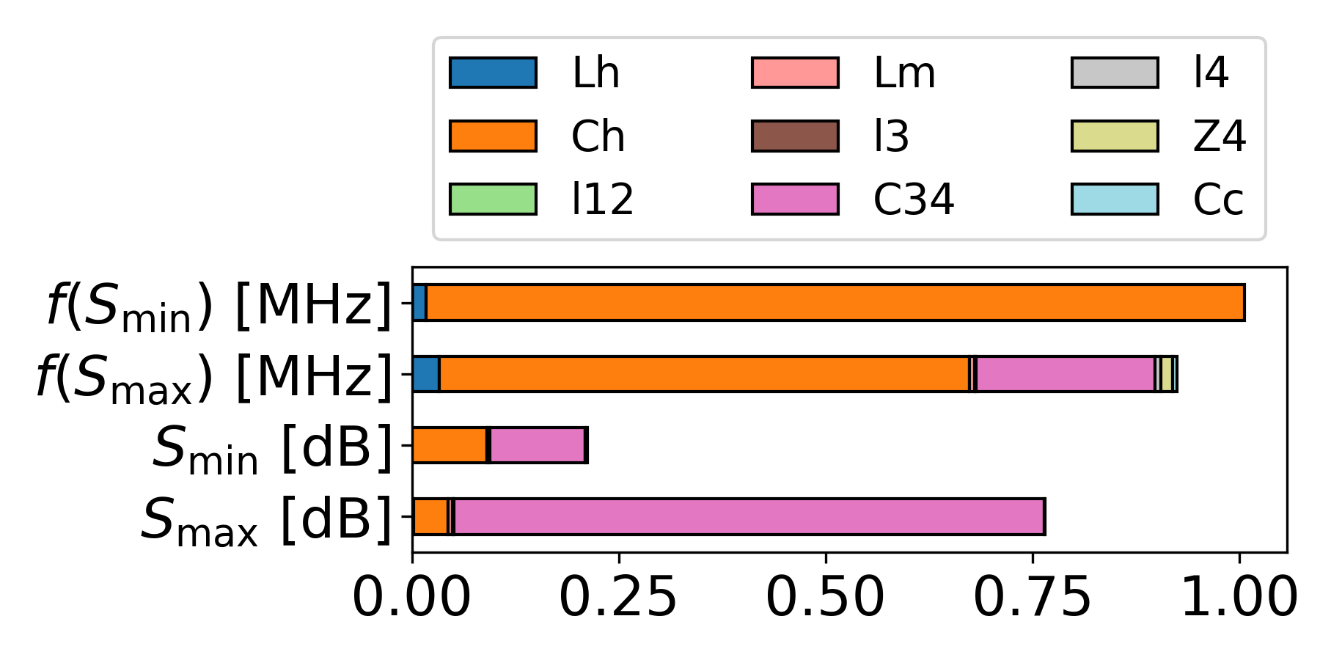 Lh Lm l4
Ch l3 Z4
l12 C34 Cc
f(Smin) [MHz]
f(Smax) [MHz]
Smin [dB]
Smax [dB]
0.00 0.25 0.50 0.75 1.00